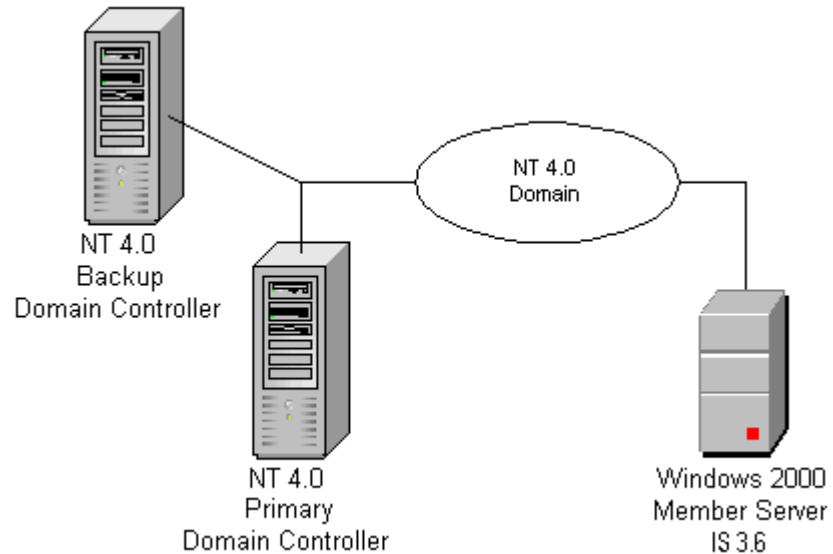 NT 4.0
Backup
Domain Controller
NT 4.0
Domain
NT 4.0
Primary
Domain Controller
Windows 2000
Member Server
IS 3.6